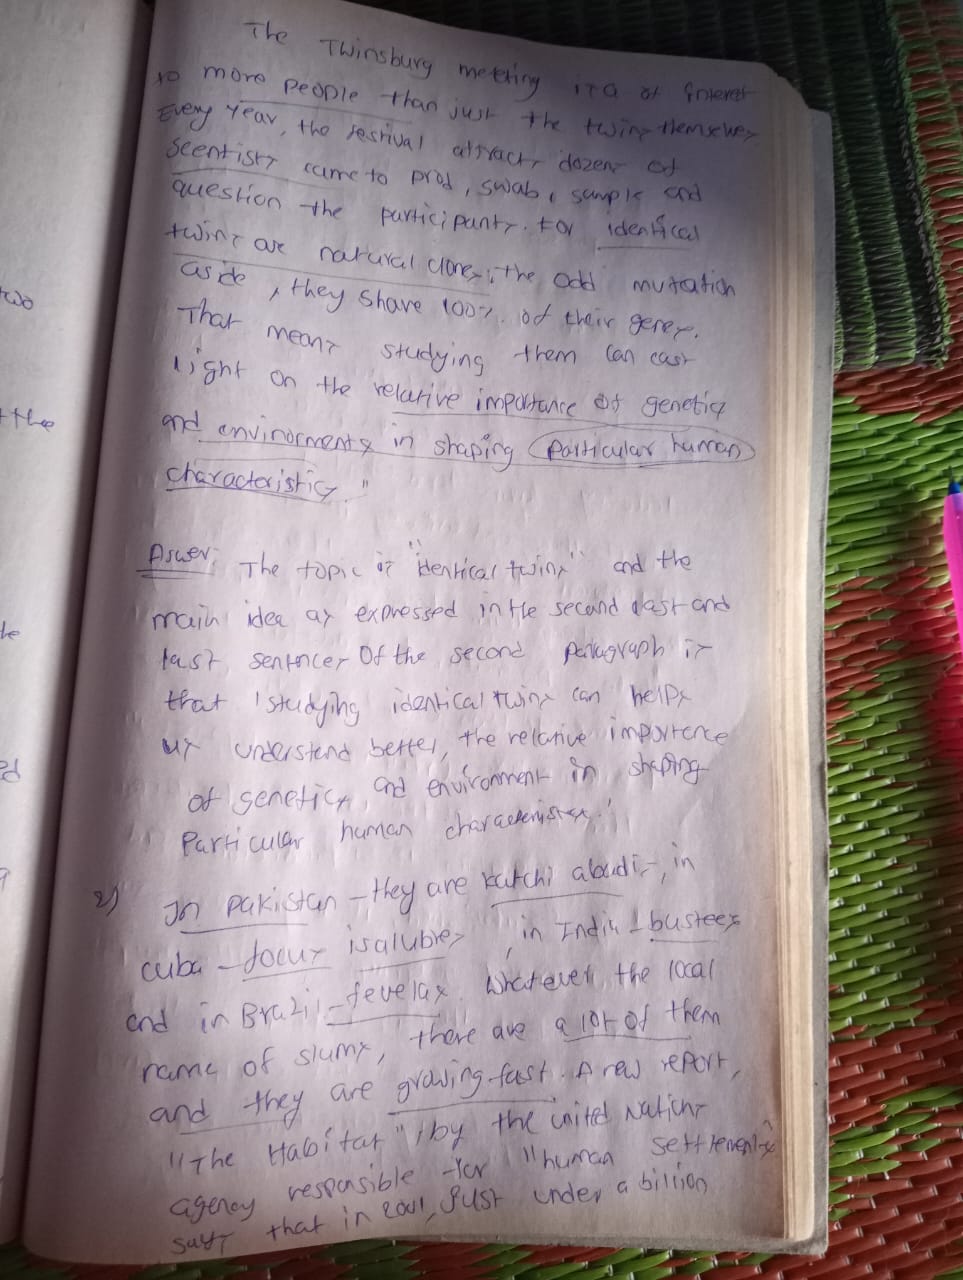 The Twinsburg meeting is a of interest
to more people than just the twins themselves
Every year, the festival attracts dozens of
Scentists came to prod, swab, sample and
question the participants. For identical
twins are natural clones; the odd mutation
aside, they share 100% of their genes.
That means studying them can cast
light on the relative importance of genetics
and envinorments in shaping particular human
characteristics."
Aswer: The topic is "identical twins" and the
main idea as expressed in the second last and
last sentences of the second paragraph is
that 'studying identical twins can helps
us understand better, the relative importence
of genetics, and environment in shaping
Particular human characteristics.'
2) In Pakistan - they are katchi abadis, in
cuba - focus isalubres, in India - bustees
and in Brazil - fevelas. Whatever the local
name of slums, there are a lot of them
and they are growing fast. A new report,
"The Habitat", by the united Nations
agency responsible for "human settlements
says that in 2001, Just under a billion
two
the